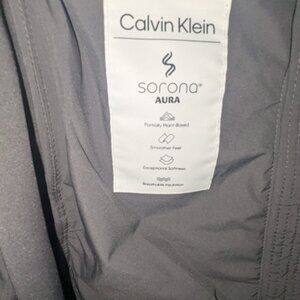 Calvin Klein
sorona®
AURA
Partially Plant-Based
Smoother Feel
Exceptional Softness
Breathable Insulation